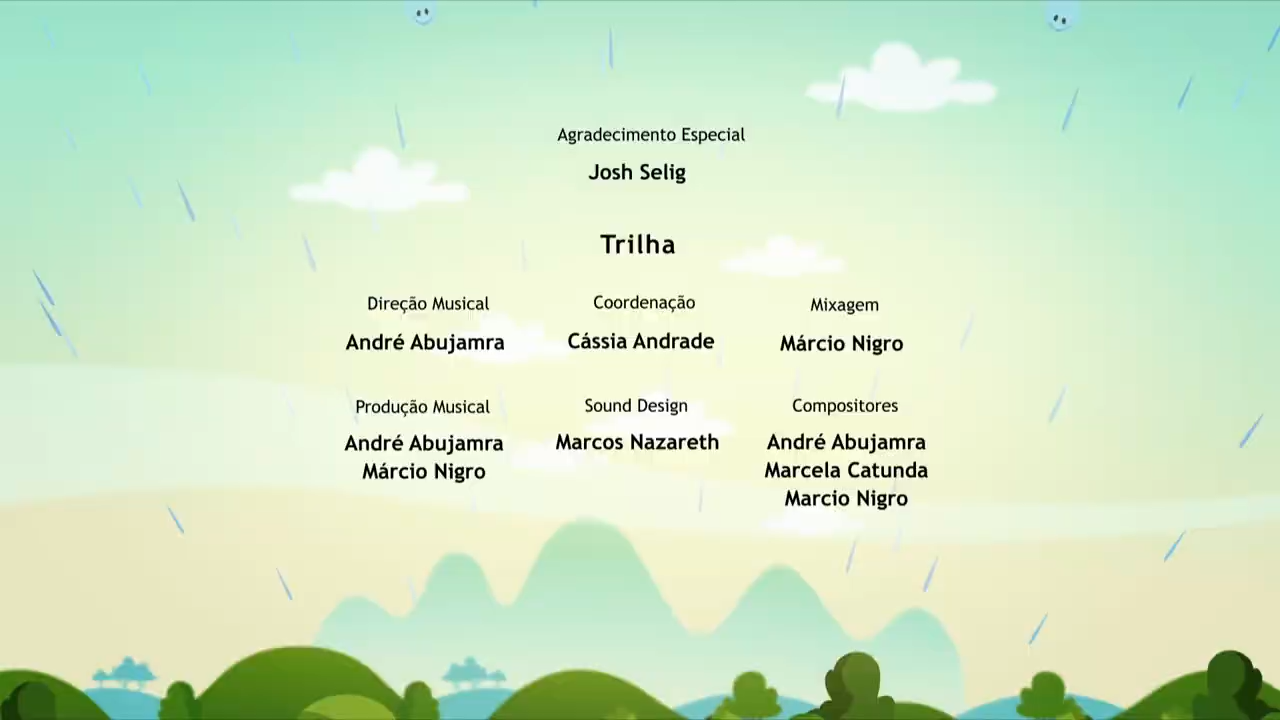 Agradecimento Especial
Josh Selig
Trilha
Direção Musical
André Abujamra
Coordenação
Cássia Andrade
Mixagem
Márcio Nigro
Produção Musical
André Abujamra
Márcio Nigro
Sound Design
Marcos Nazareth
Compositores
André Abujamra
Marcela Catunda
Marcio Nigro